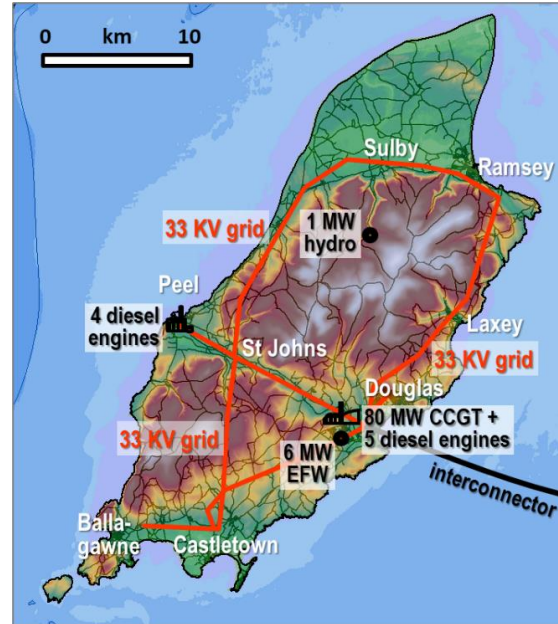 0 km 10
Sulby
Ramsey
1 MW
hydro
33 KV grid
Peel
4 diesel
engines
St Johns
Laxey
33 KV grid
Douglas
80 MW CCGT +
5 diesel engines
33 KV grid
6 MW
EFW
interconnector
Balla-
gawne
Castletown